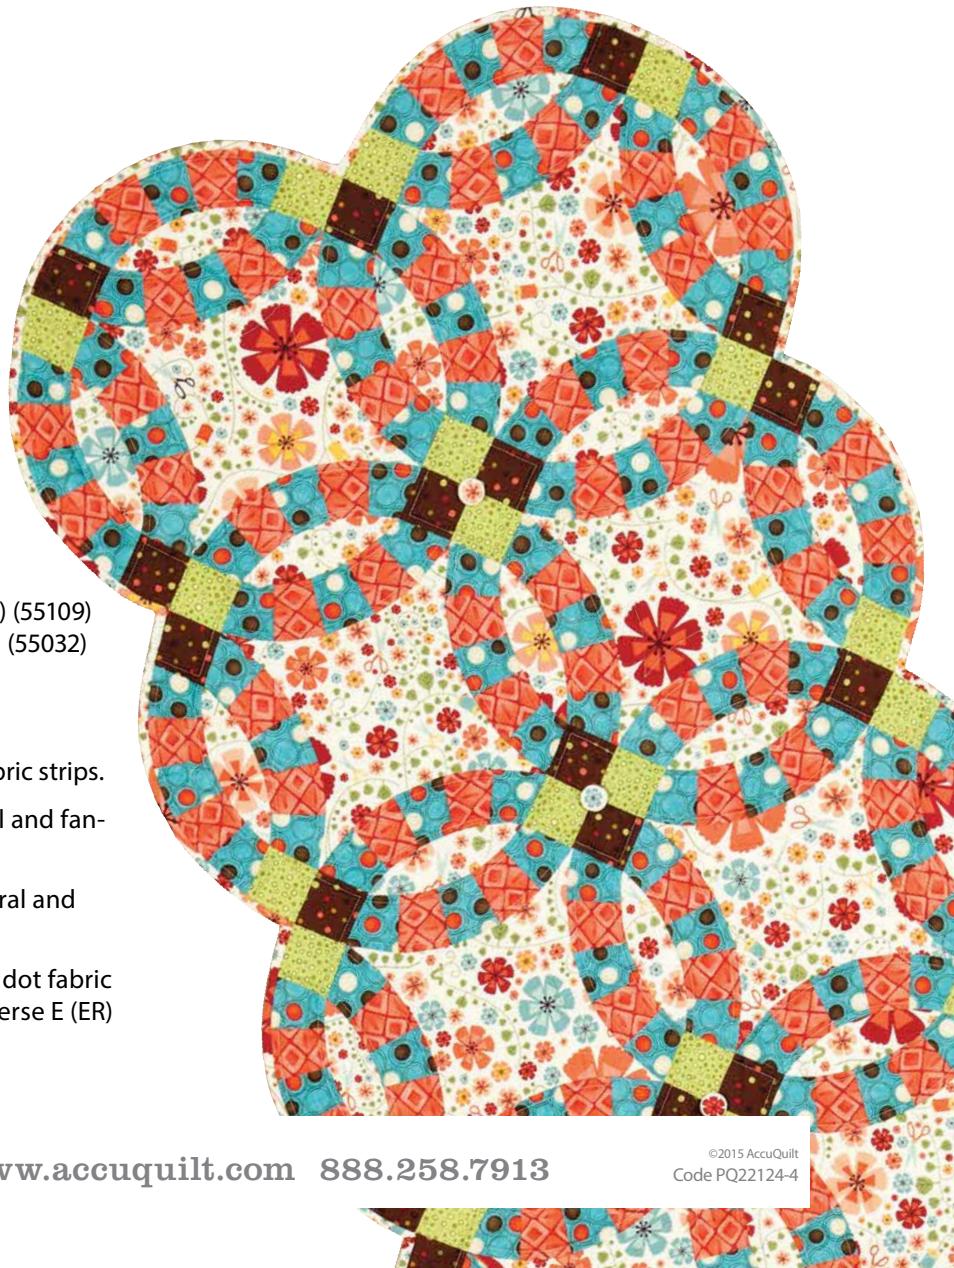 ) (55109)
(55032)
bric strips.
l and fan-
ral and
dot fabric
erse E (ER)
ww.accuquilt.com 888.258.7913
©2015 AccuQuilt
Code PQ22124-4